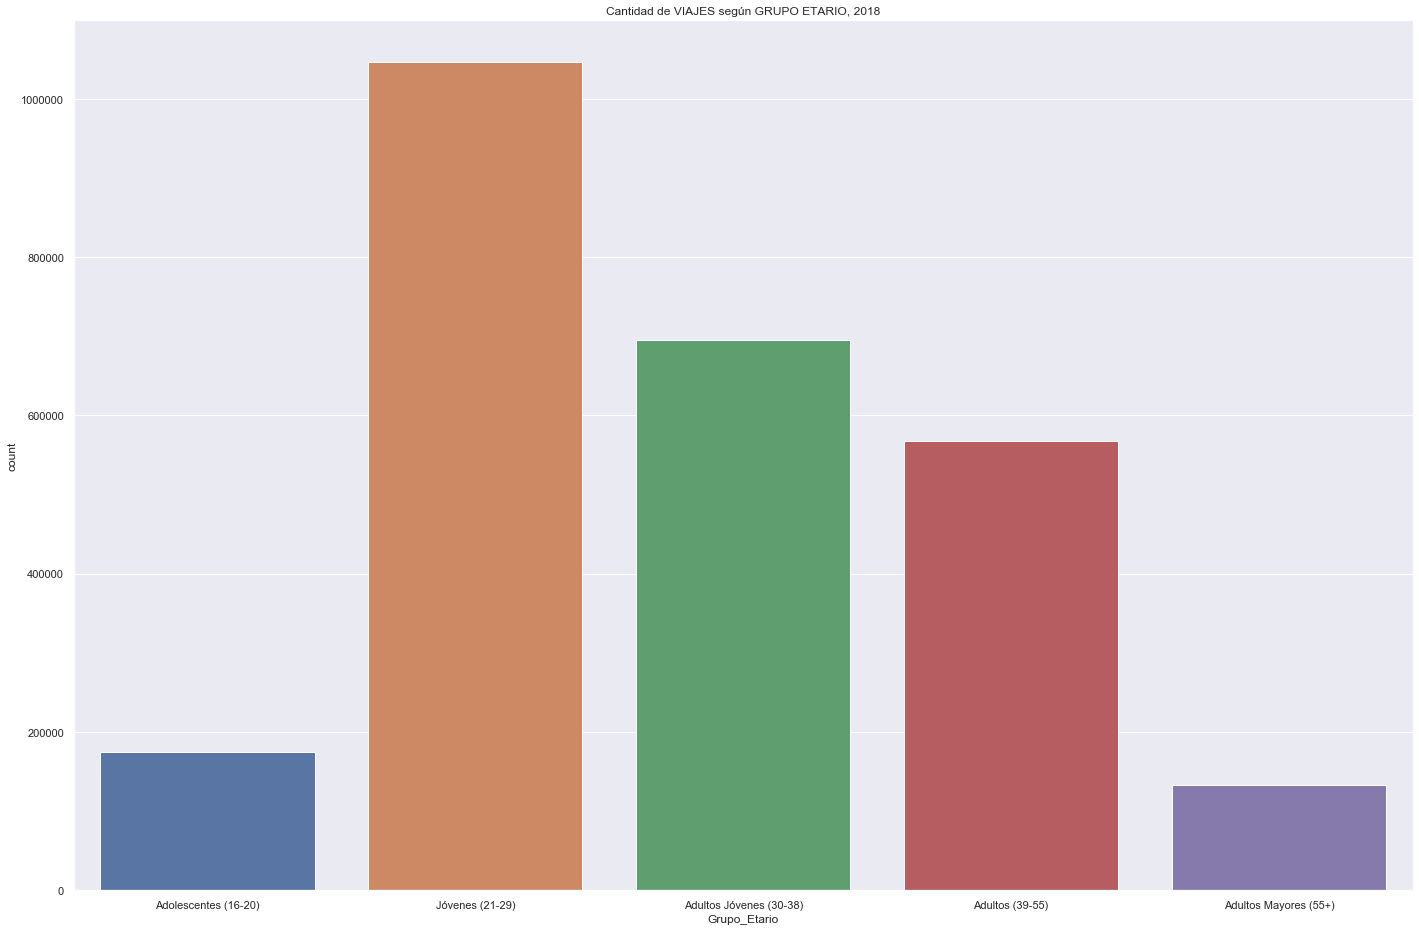 Cantidad de VIAJES según GRUPO ETARIO, 2018
1000000
800000
600000
400000
200000
0
count
Adolescentes (16-20)
Jóvenes (21-29)
Adultos Jóvenes (30-38)
Adultos (39-55)
Adultos Mayores (55+)
Grupo_Etario